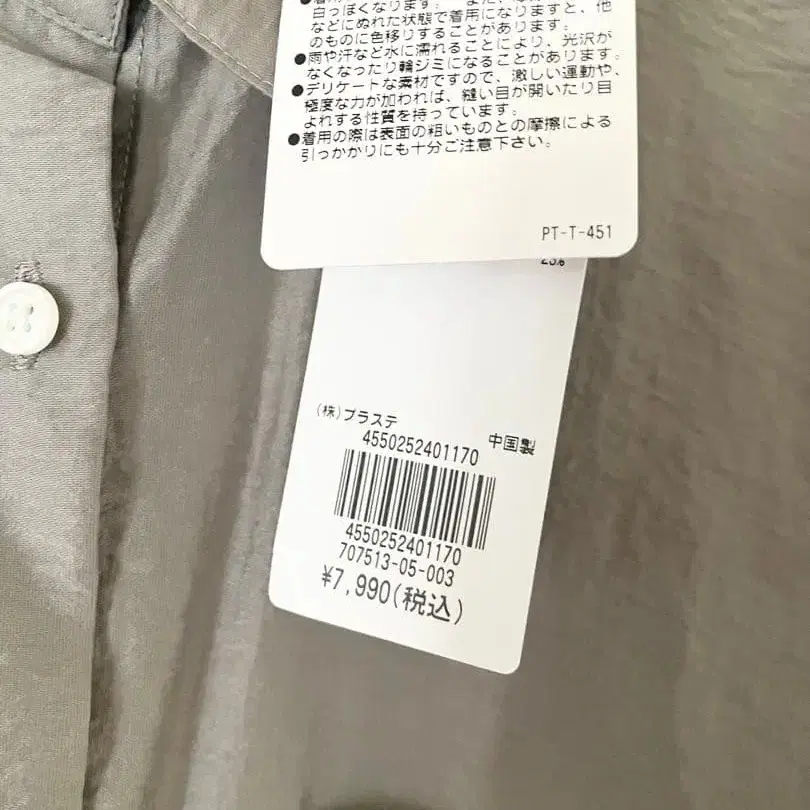 白っぽくなります。
などにぬれた状態で着用になりますと、他
のものに色移りすることがあります。
●雨や汗など水に濡れることにより、光沢が
なくなったり輪ジミになることがあります。
●デリケートな素材ですので、激しい運動や、
極度な力が加われば、縫い目が開いたり目
よれする性質を持っています。
●着用の際は表面の粗いものとの摩擦による
引っかかりにも十分ご注意下さい。
PT-T-451
(株)プラステ
4550252401170
中国製
4550252401170
707513-05-003
¥7,990(税込)